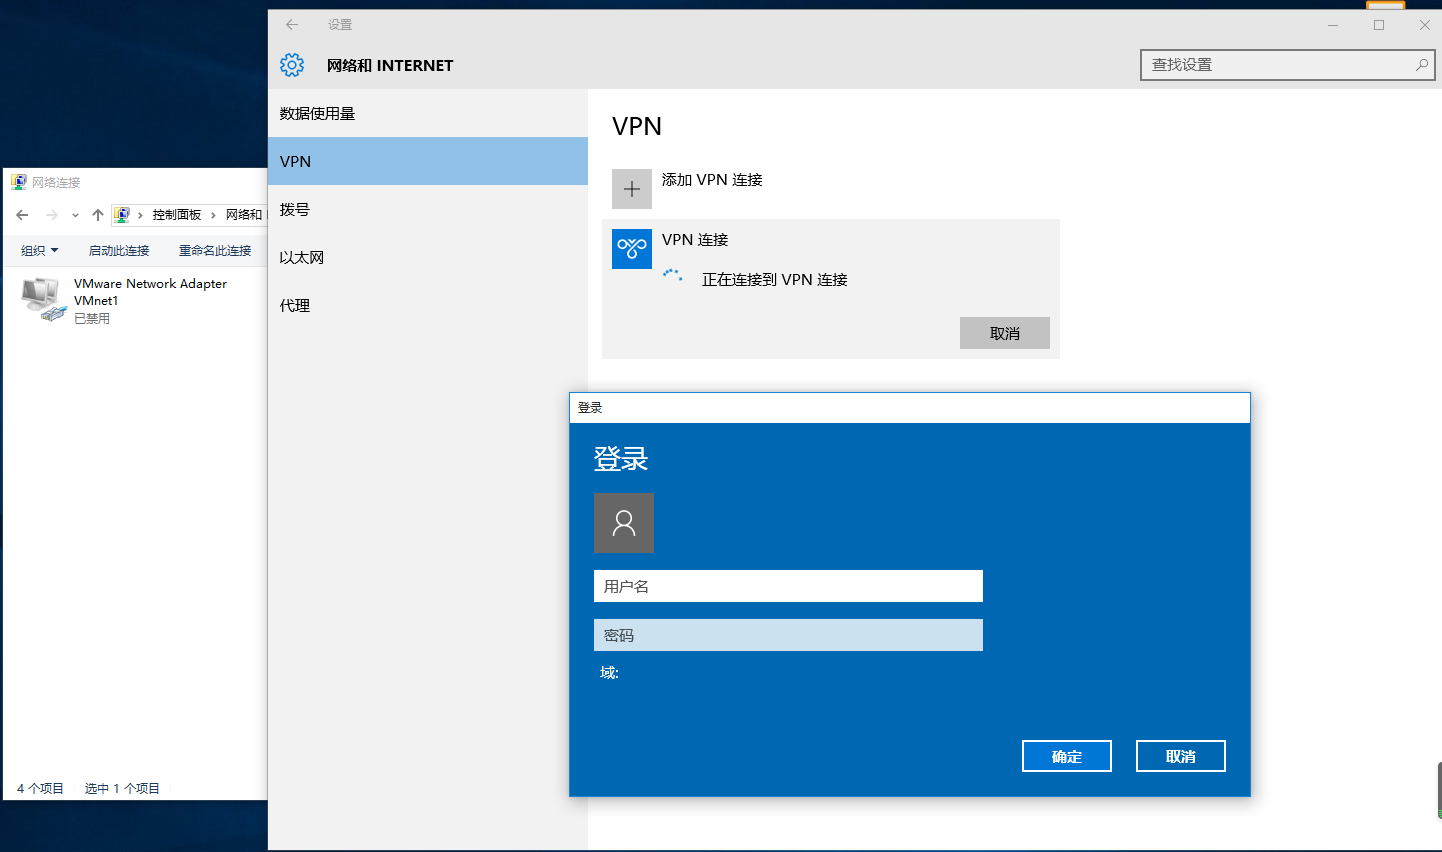 设置
网络和 INTERNET
查找设置
数据使用量
VPN
拨号
以太网
代理
VPN
添加 VPN 连接
VPN 连接
正在连接到 VPN 连接
取消
网络连接
控制面板
网络和
组织
启动此连接
重命名此连接
VMware Network Adapter
VMnet1
已禁用
4 个项目
选中 1 个项目
登录
登录
用户名
密码
域:
确定
取消